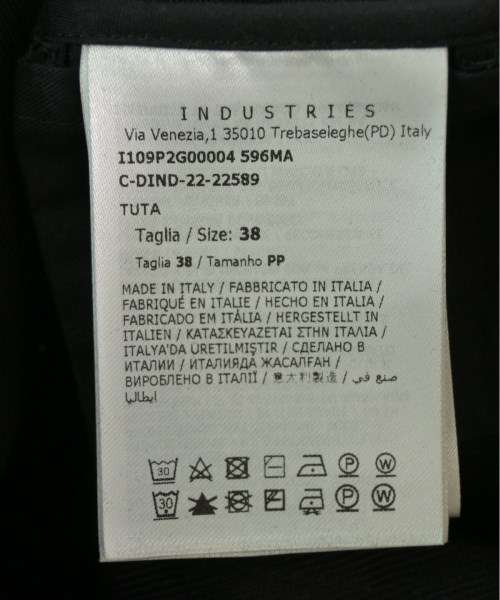 INDUSTRIES
Via Venezia,1 35010 Trebaseleghe(PD) Italy
I109P2G00004 596MA
C-DIND-22-22589
TUTA
Taglia / Size: 38
Taglia 38 / Tamanho PP
MADE IN ITALY / FABBRICATO IN ITALIA /
FABRIQUÉ EN ITALIE / HECHO EN ITALIA /
FABRICADO EM ITÁLIA / HERGESTELLT IN
ITALIEN / ΚΑΤΑΣΚΕΥΑΖΕΤΑΙ ΣΤΗΝ ΙΤΑΛΙΑ /
ITALYA'DA ÜRETILMIŞTIR / СДЕЛАНО В
ИТАЛИИ / ИТАЛИЯДА ЖАСАЛҒАН /
ВИРОБЛЕНО В ІТАЛІЇ / 意大利製造 / صنع في
ايطاليا
30 P W
30 P W